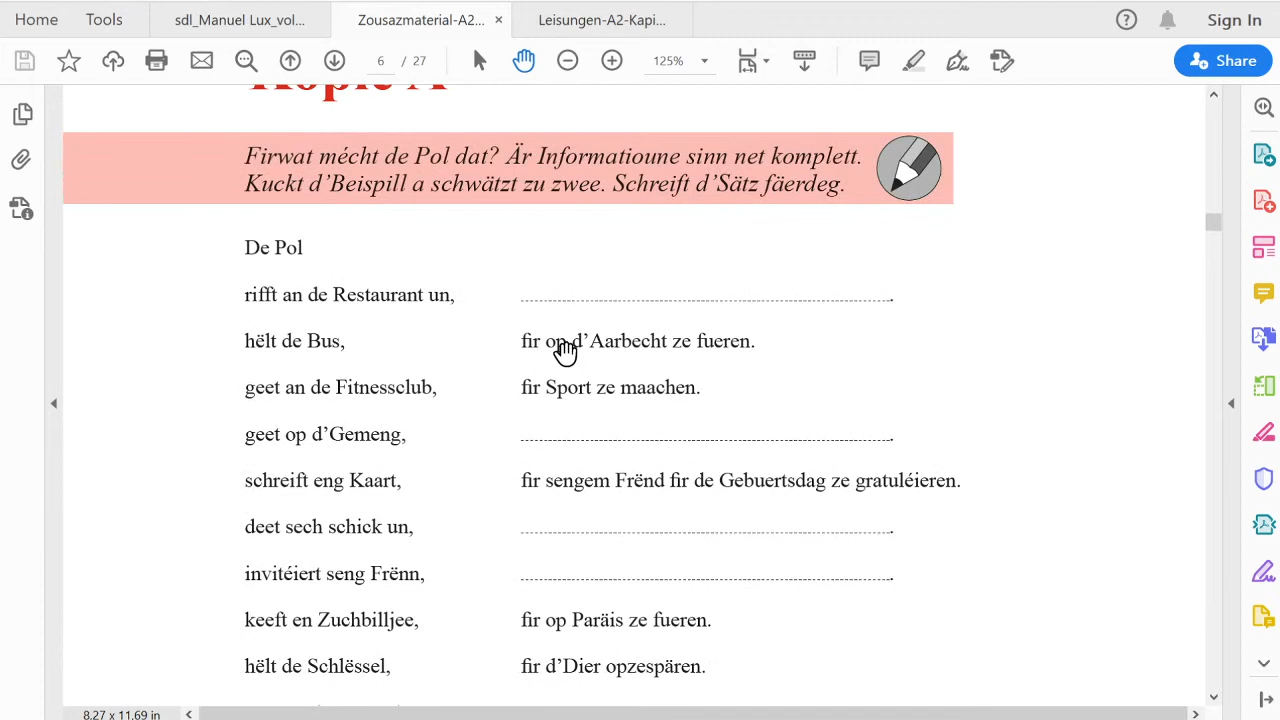 Home Tools sdl_Manuel Lux_vol... Zousazmaterial-A2... × Leisungen-A2-Kapi... Sign In
6 / 27 125% Share
Firwat mécht de Pol dat? Är Informatioune sinn net komplett.
Kuckt d'Beispill a schwätzt zu zwee. Schreift d'Sätz fäerdeg.
De Pol
rifft an de Restaurant un, .
hëlt de Bus, fir op d'Aarbecht ze fueren.
geet an de Fitnessclub, fir Sport ze maachen.
geet op d'Gemeng, .
schreift eng Kaart, fir sengem Frënd fir de Gebuertsdag ze gratuléieren.
deet sech schick un, .
invitéiert seng Frënn, .
keeft en Zuchbilljee, fir op Paräis ze fueren.
hëlt de Schlëssel, fir d'Dier opzespären.
8.27 x 11.69 in